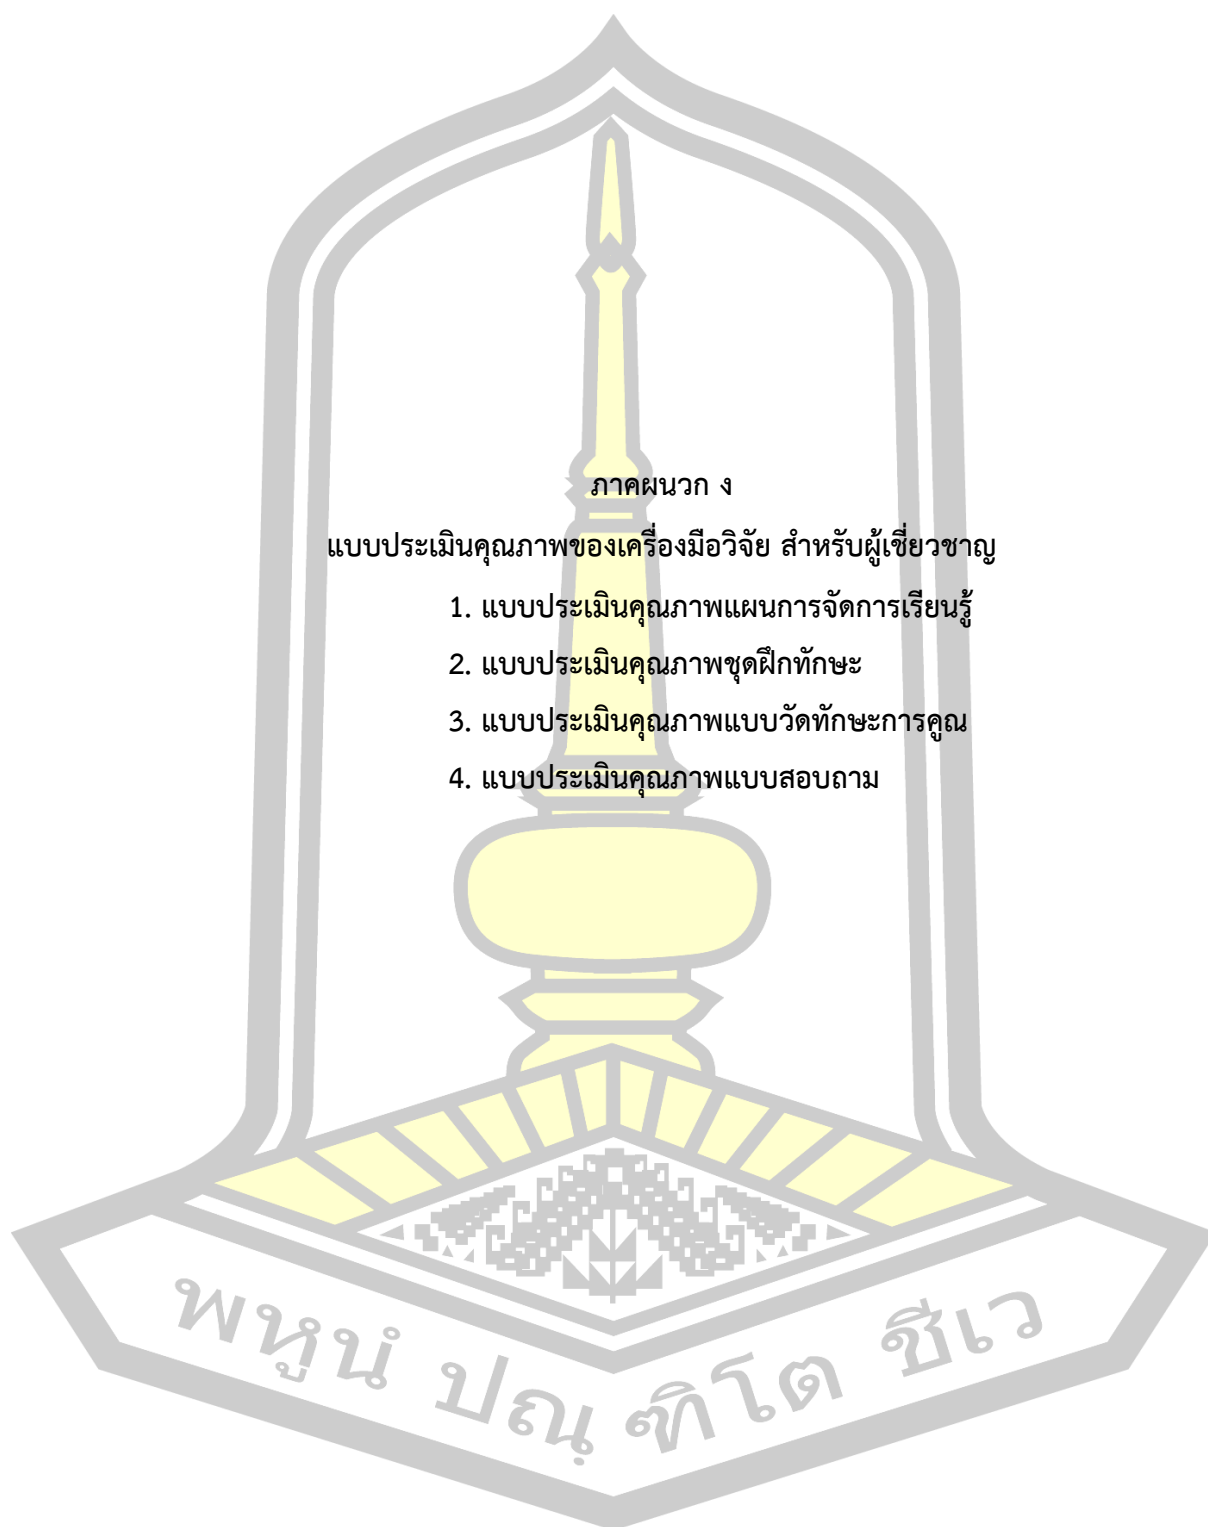 ภาคผนวก ง
แบบประเมินคุณภาพของเครื่องมือวิจัย สำหรับผู้เชี่ยวชาญ
1. แบบประเมินคุณภาพแผนการจัดการเรียนรู้
2. แบบประเมินคุณภาพชุดฝึกทักษะ
3. แบบประเมินคุณภาพแบบวัดทักษะการคูณ
4. แบบประเมินคุณภาพแบบสอบถาม
พหูนํ ปณฺฑิโต ชีเว